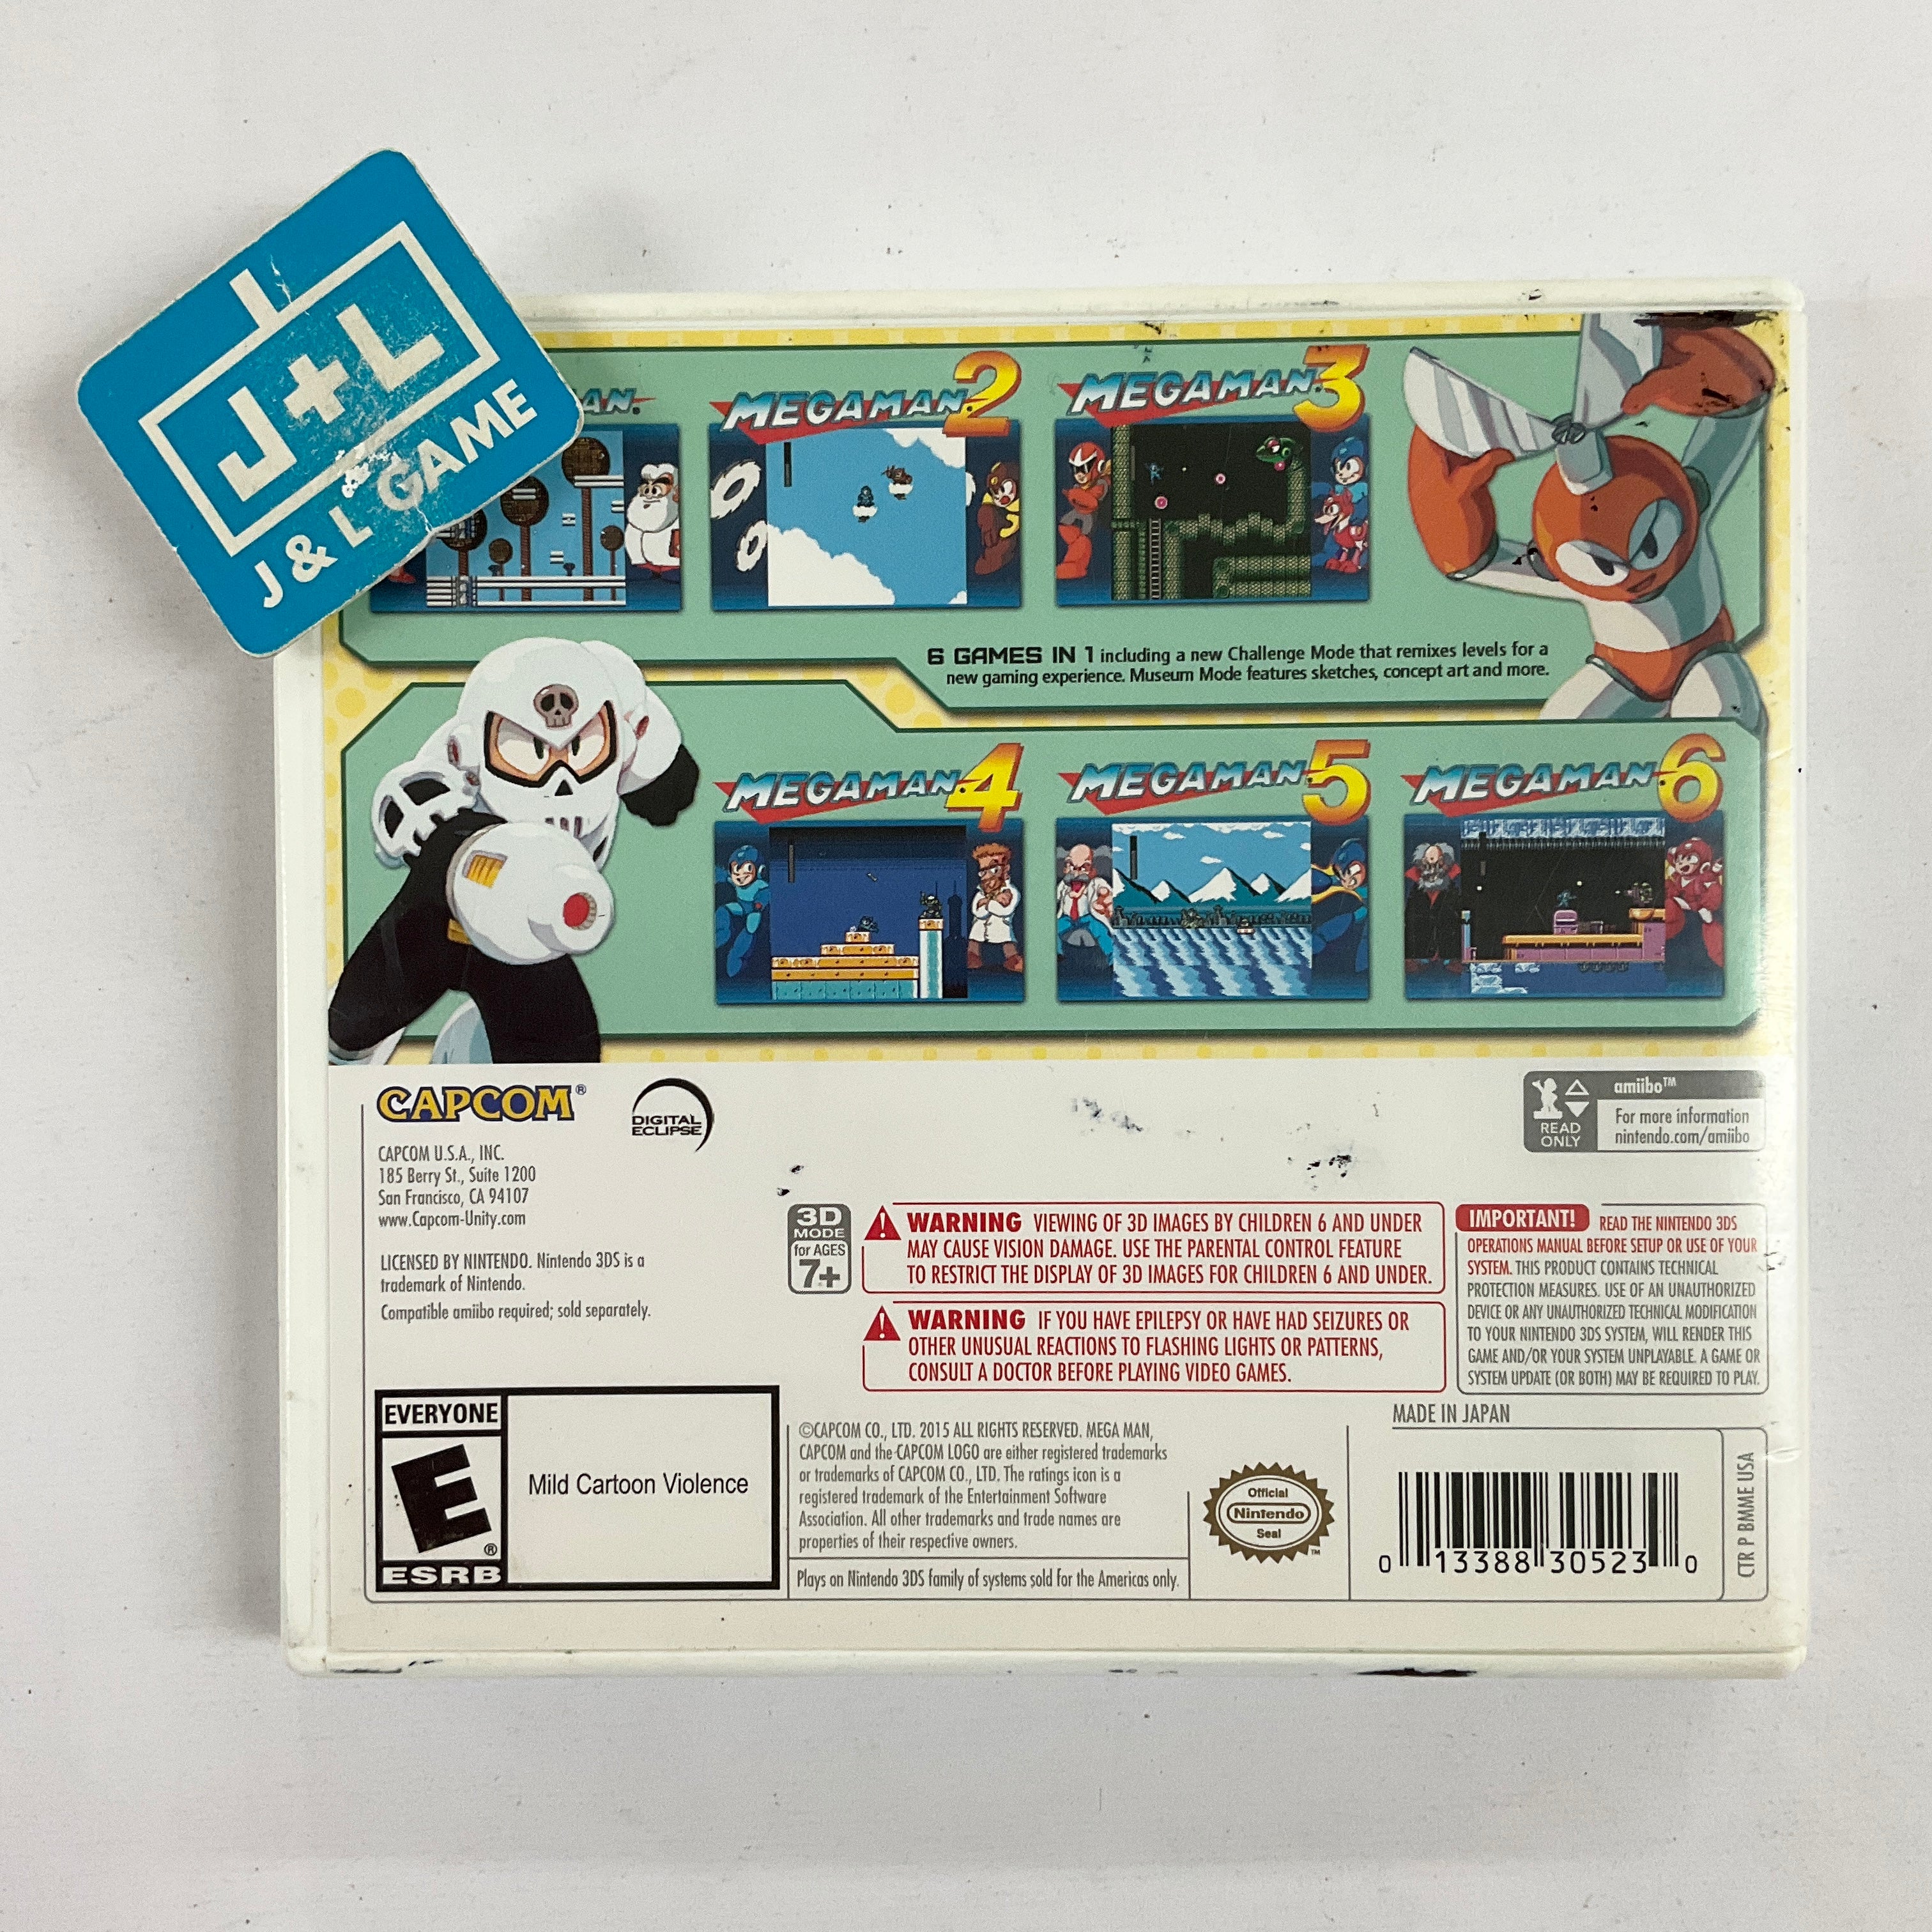 J+L
J & L GAME
AN.
MEGAMAN.2
MEGAMAN.3
6 GAMES IN 1 including a new Challenge Mode that remixes levels for a
new gaming experience. Museum Mode features sketches, concept art and more.
MEGAMAN.4
MEGAMAN.5
MEGAMAN.6
CAPCOM®
DIGITAL
ECLIPSE
CAPCOM U.S.A., INC.
185 Berry St., Suite 1200
San Francisco, CA 94107
www.Capcom-Unity.com
LICENSED BY NINTENDO. Nintendo 3DS is a
trademark of Nintendo.
Compatible amiibo required; sold separately.
READ
ONLY
amiibo™
For more information
nintendo.com/amiibo
3D
MODE
for AGES
7+
WARNING VIEWING OF 3D IMAGES BY CHILDREN 6 AND UNDER
MAY CAUSE VISION DAMAGE. USE THE PARENTAL CONTROL FEATURE
TO RESTRICT THE DISPLAY OF 3D IMAGES FOR CHILDREN 6 AND UNDER.
WARNING IF YOU HAVE EPILEPSY OR HAVE HAD SEIZURES OR
OTHER UNUSUAL REACTIONS TO FLASHING LIGHTS OR PATTERNS,
CONSULT A DOCTOR BEFORE PLAYING VIDEO GAMES.
IMPORTANT! READ THE NINTENDO 3DS
OPERATIONS MANUAL BEFORE SETUP OR USE OF YOUR
SYSTEM. THIS PRODUCT CONTAINS TECHNICAL
PROTECTION MEASURES. USE OF AN UNAUTHORIZED
DEVICE OR ANY UNAUTHORIZED TECHNICAL MODIFICATION
TO YOUR NINTENDO 3DS SYSTEM, WILL RENDER THIS
GAME AND/OR YOUR SYSTEM UNPLAYABLE. A GAME OR
SYSTEM UPDATE (OR BOTH) MAY BE REQUIRED TO PLAY.
EVERYONE
E
®
ESRB
Mild Cartoon Violence
©CAPCOM CO., LTD. 2015 ALL RIGHTS RESERVED. MEGA MAN,
CAPCOM and the CAPCOM LOGO are either registered trademarks
or trademarks of CAPCOM CO., LTD. The ratings icon is a
registered trademark of the Entertainment Software
Association. All other trademarks and trade names are
properties of their respective owners.
Plays on Nintendo 3DS family of systems sold for the Americas only.
Official
Nintendo
Seal
™
MADE IN JAPAN
0 13388 30523 0
CTR P BMME USA